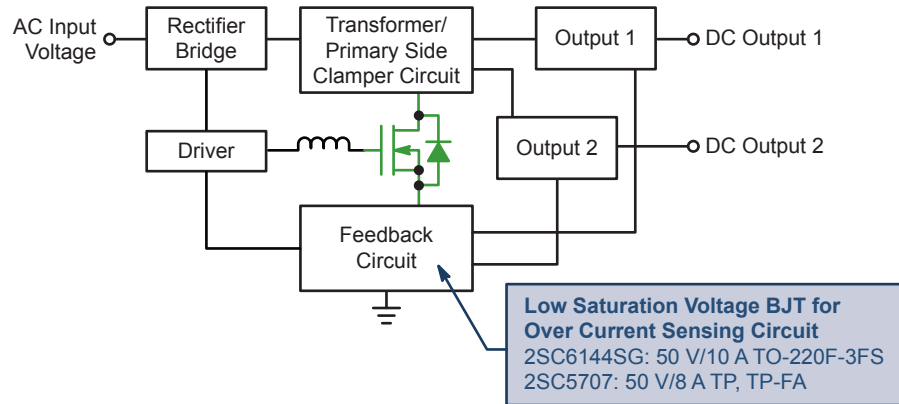 AC Input
Voltage
Rectifier
Bridge
Transformer/
Primary Side
Clamper Circuit
Output 1
DC Output 1
Driver
Output 2
DC Output 2
Feedback
Circuit
Low Saturation Voltage BJT for
Over Current Sensing Circuit
2SC6144SG: 50 V/10 A TO-220F-3FS
2SC5707: 50 V/8 A TP, TP-FA